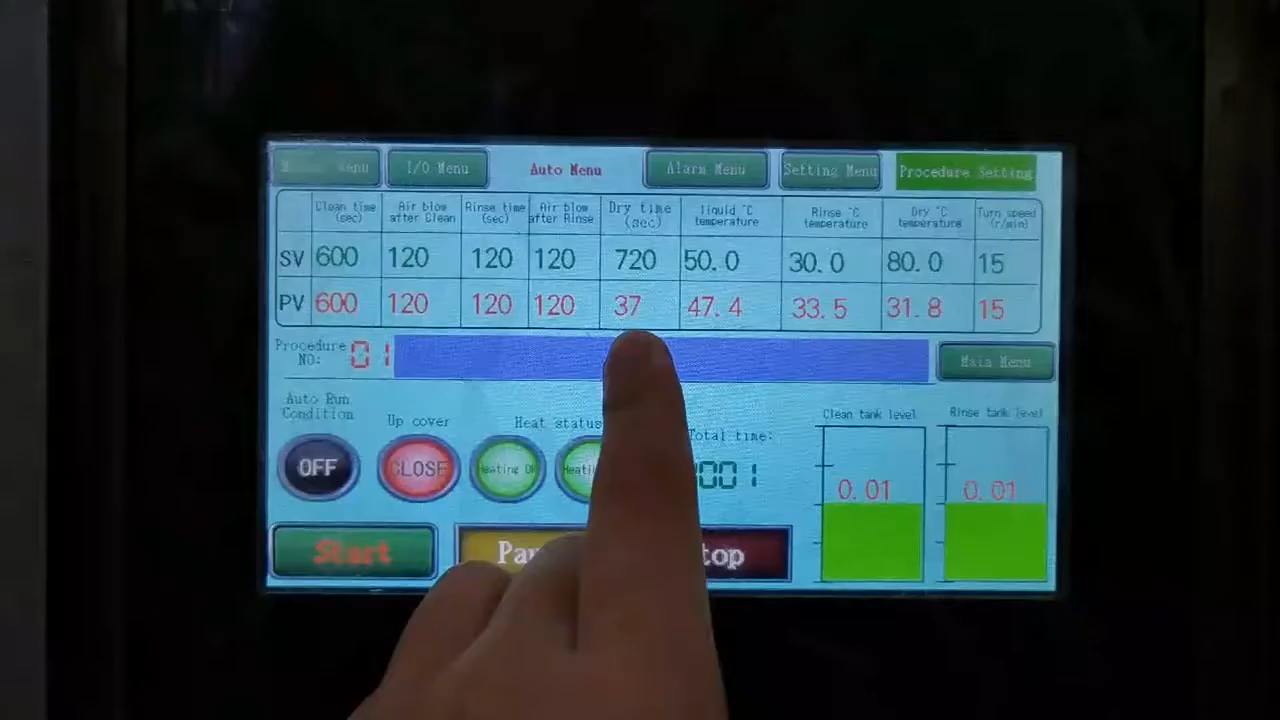 Menu I/O Menu Auto Menu Alarm Menu Setting Menu Procedure Setting
Clean time (sec) Air blow after Clean Rinse time (sec) Air blow after Rinse Dry time (sec) liquid °C temperature Rinse °C temperature Dry °C temperature Turn speed (r/min)
SV 600 120 120 120 720 50.0 30.0 80.0 15
PV 600 120 120 120 37 47.4 33.5 31.8 15
Procedure NO: 01 Main Menu
Auto Run Condition Up cover Heat status Total time: Clean tank level Rinse tank level
OFF CLOSE Heating 0.01 0.01
Start